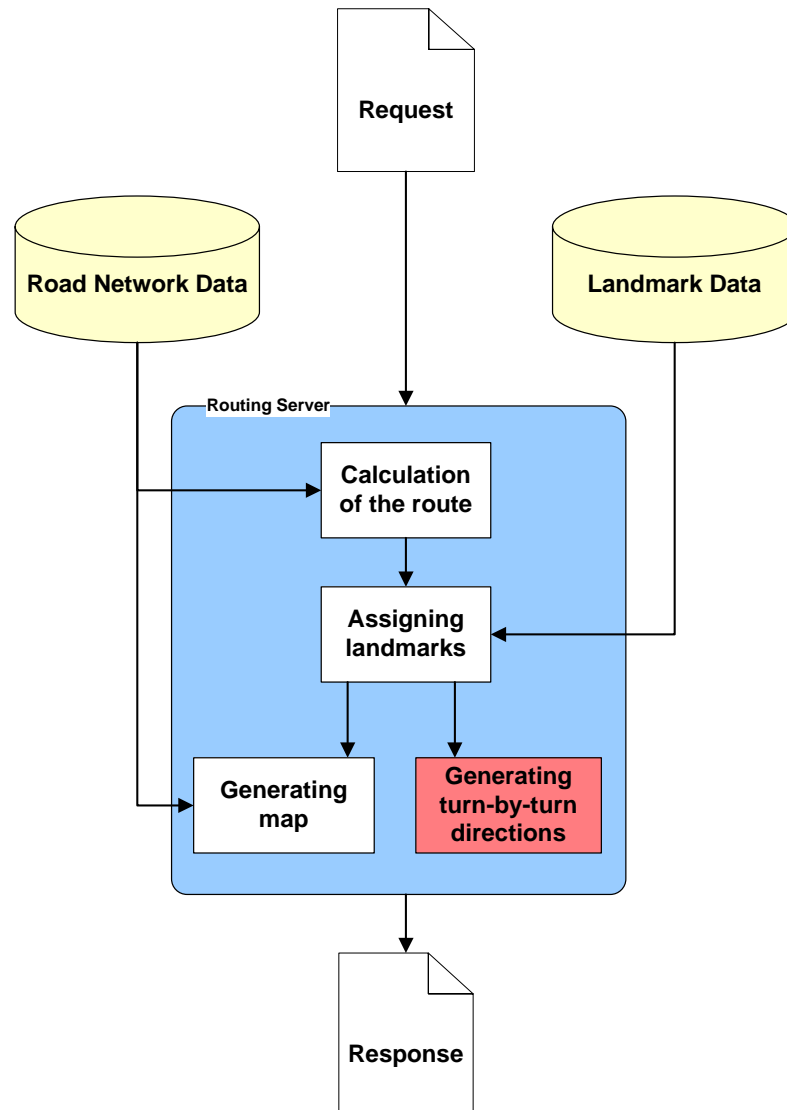 Request
Road Network Data
Landmark Data
Routing Server
Calculation
of the route
Assigning
landmarks
Generating
map
Generating
turn-by-turn
directions
Response